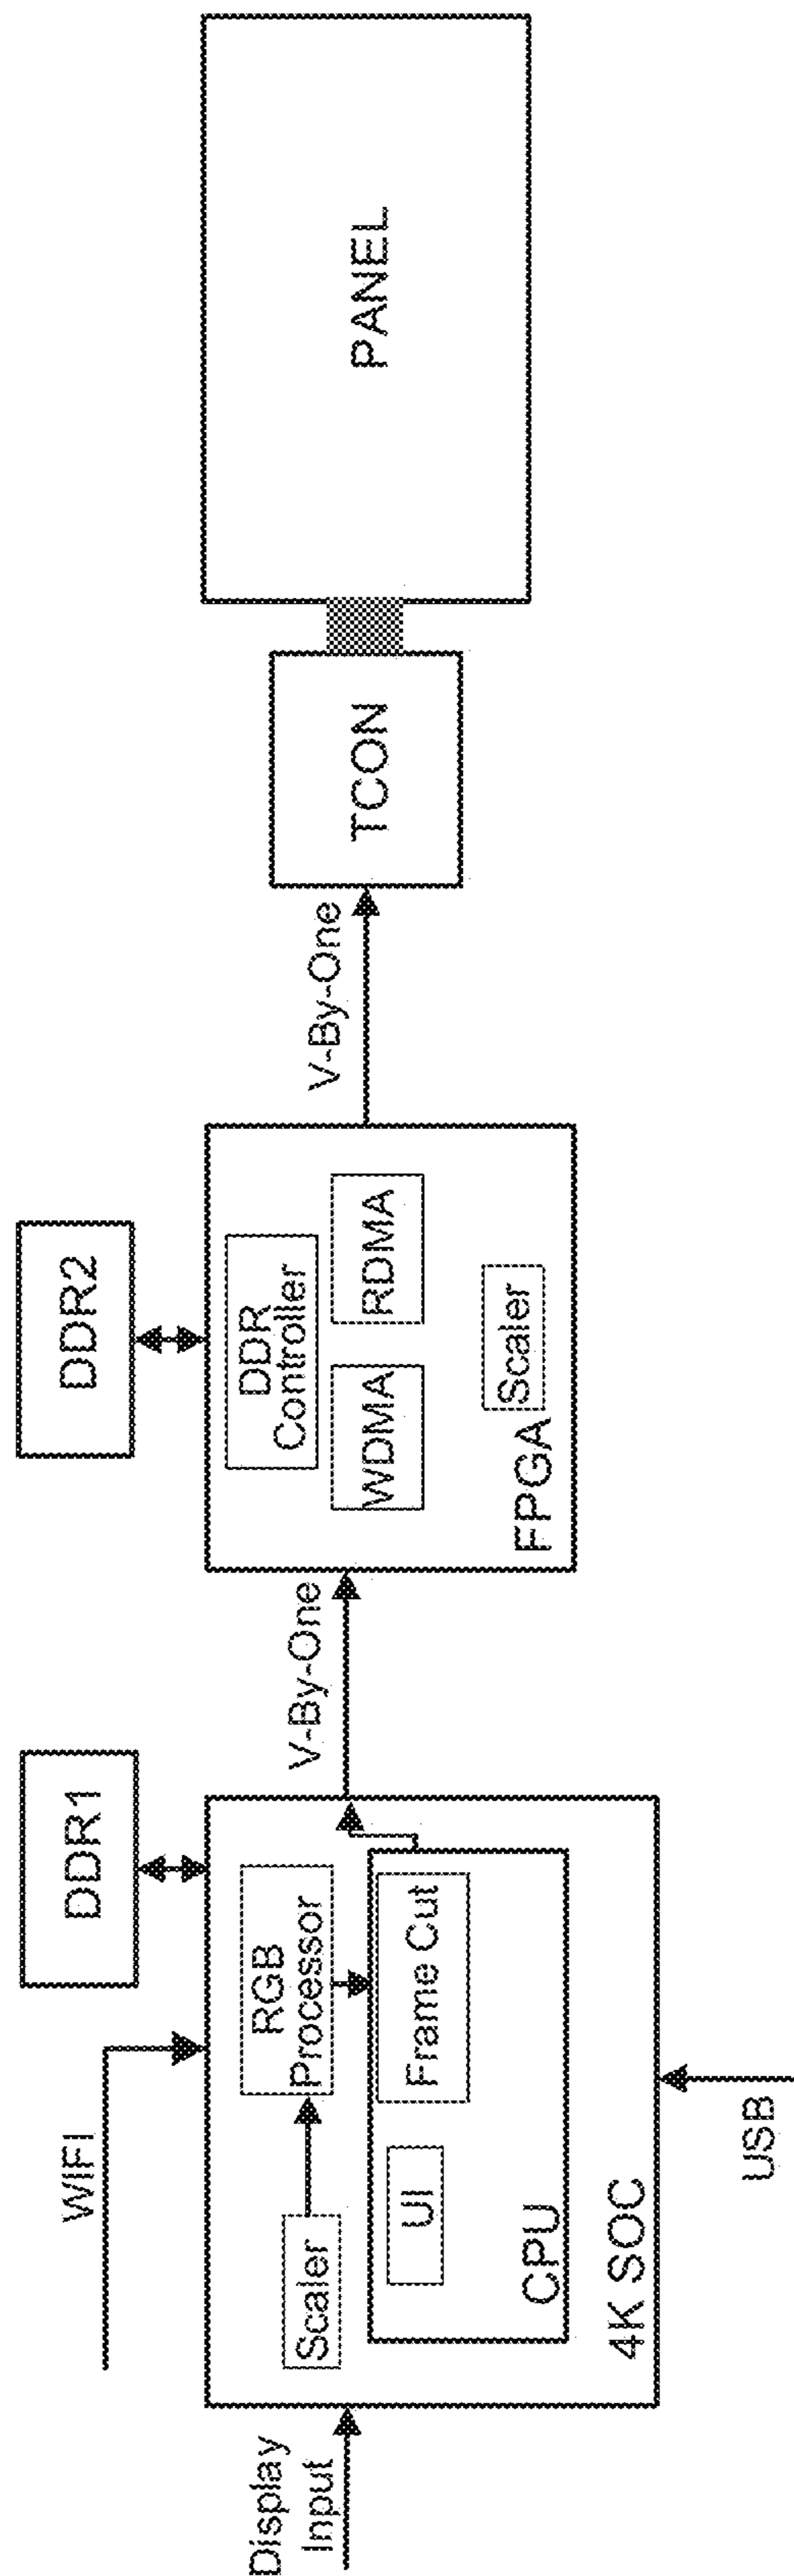 Display
Input
WIFI
USB
4K SOC
Scaler
RGB
Processor
CPU
UI
Frame Cut
DDR1
V-By-One
FPGA
DDR
Controller
WDMA
RDMA
Scaler
DDR2
V-By-One
TCON
PANEL